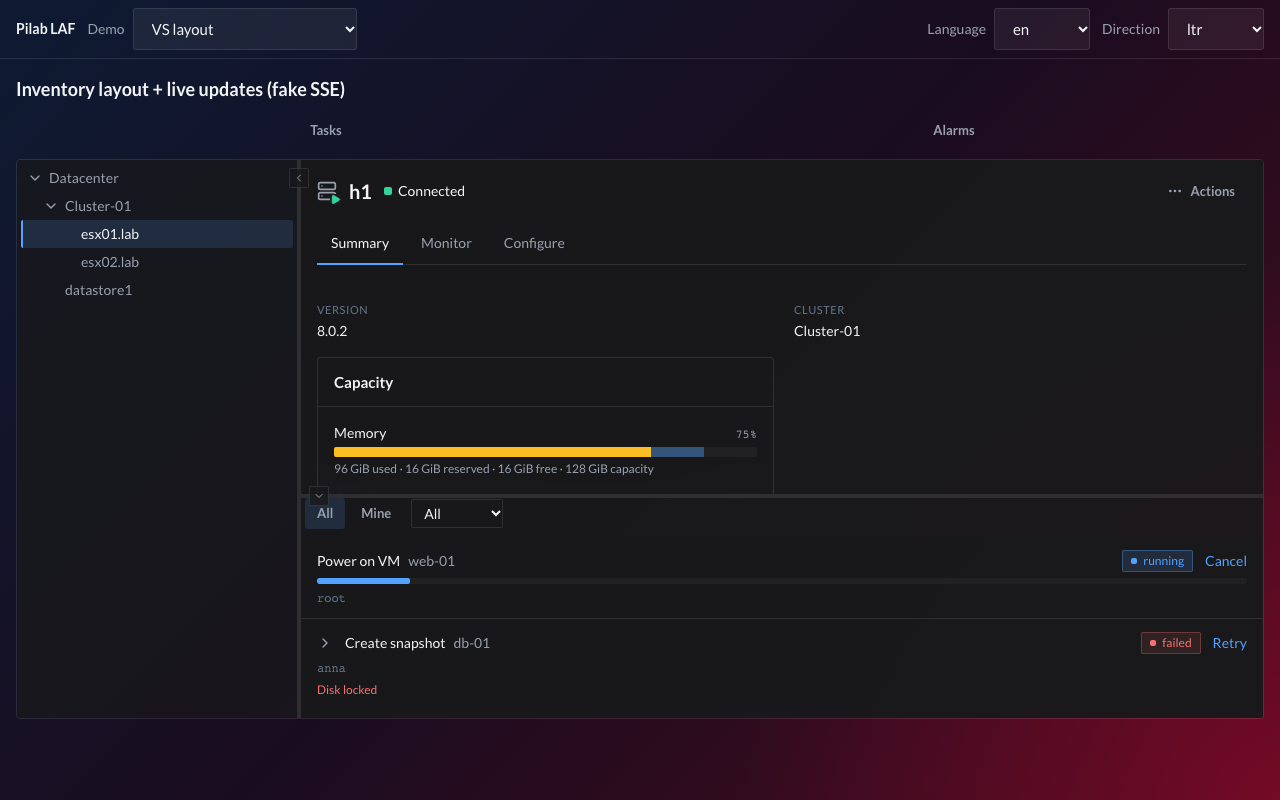 Pilab LAF Demo VS layout Language en Direction ltr
Inventory layout + live updates (fake SSE)
Tasks Alarms
Datacenter
Cluster-01
esx01.lab
esx02.lab
datastore1
h1 Connected ··· Actions
Summary Monitor Configure
VERSION CLUSTER
8.0.2 Cluster-01
Capacity
Memory 75%
96 GiB used · 16 GiB reserved · 16 GiB free · 128 GiB capacity
All Mine All
Power on VM web-01 running Cancel
root
Create snapshot db-01 failed Retry
anna
Disk locked